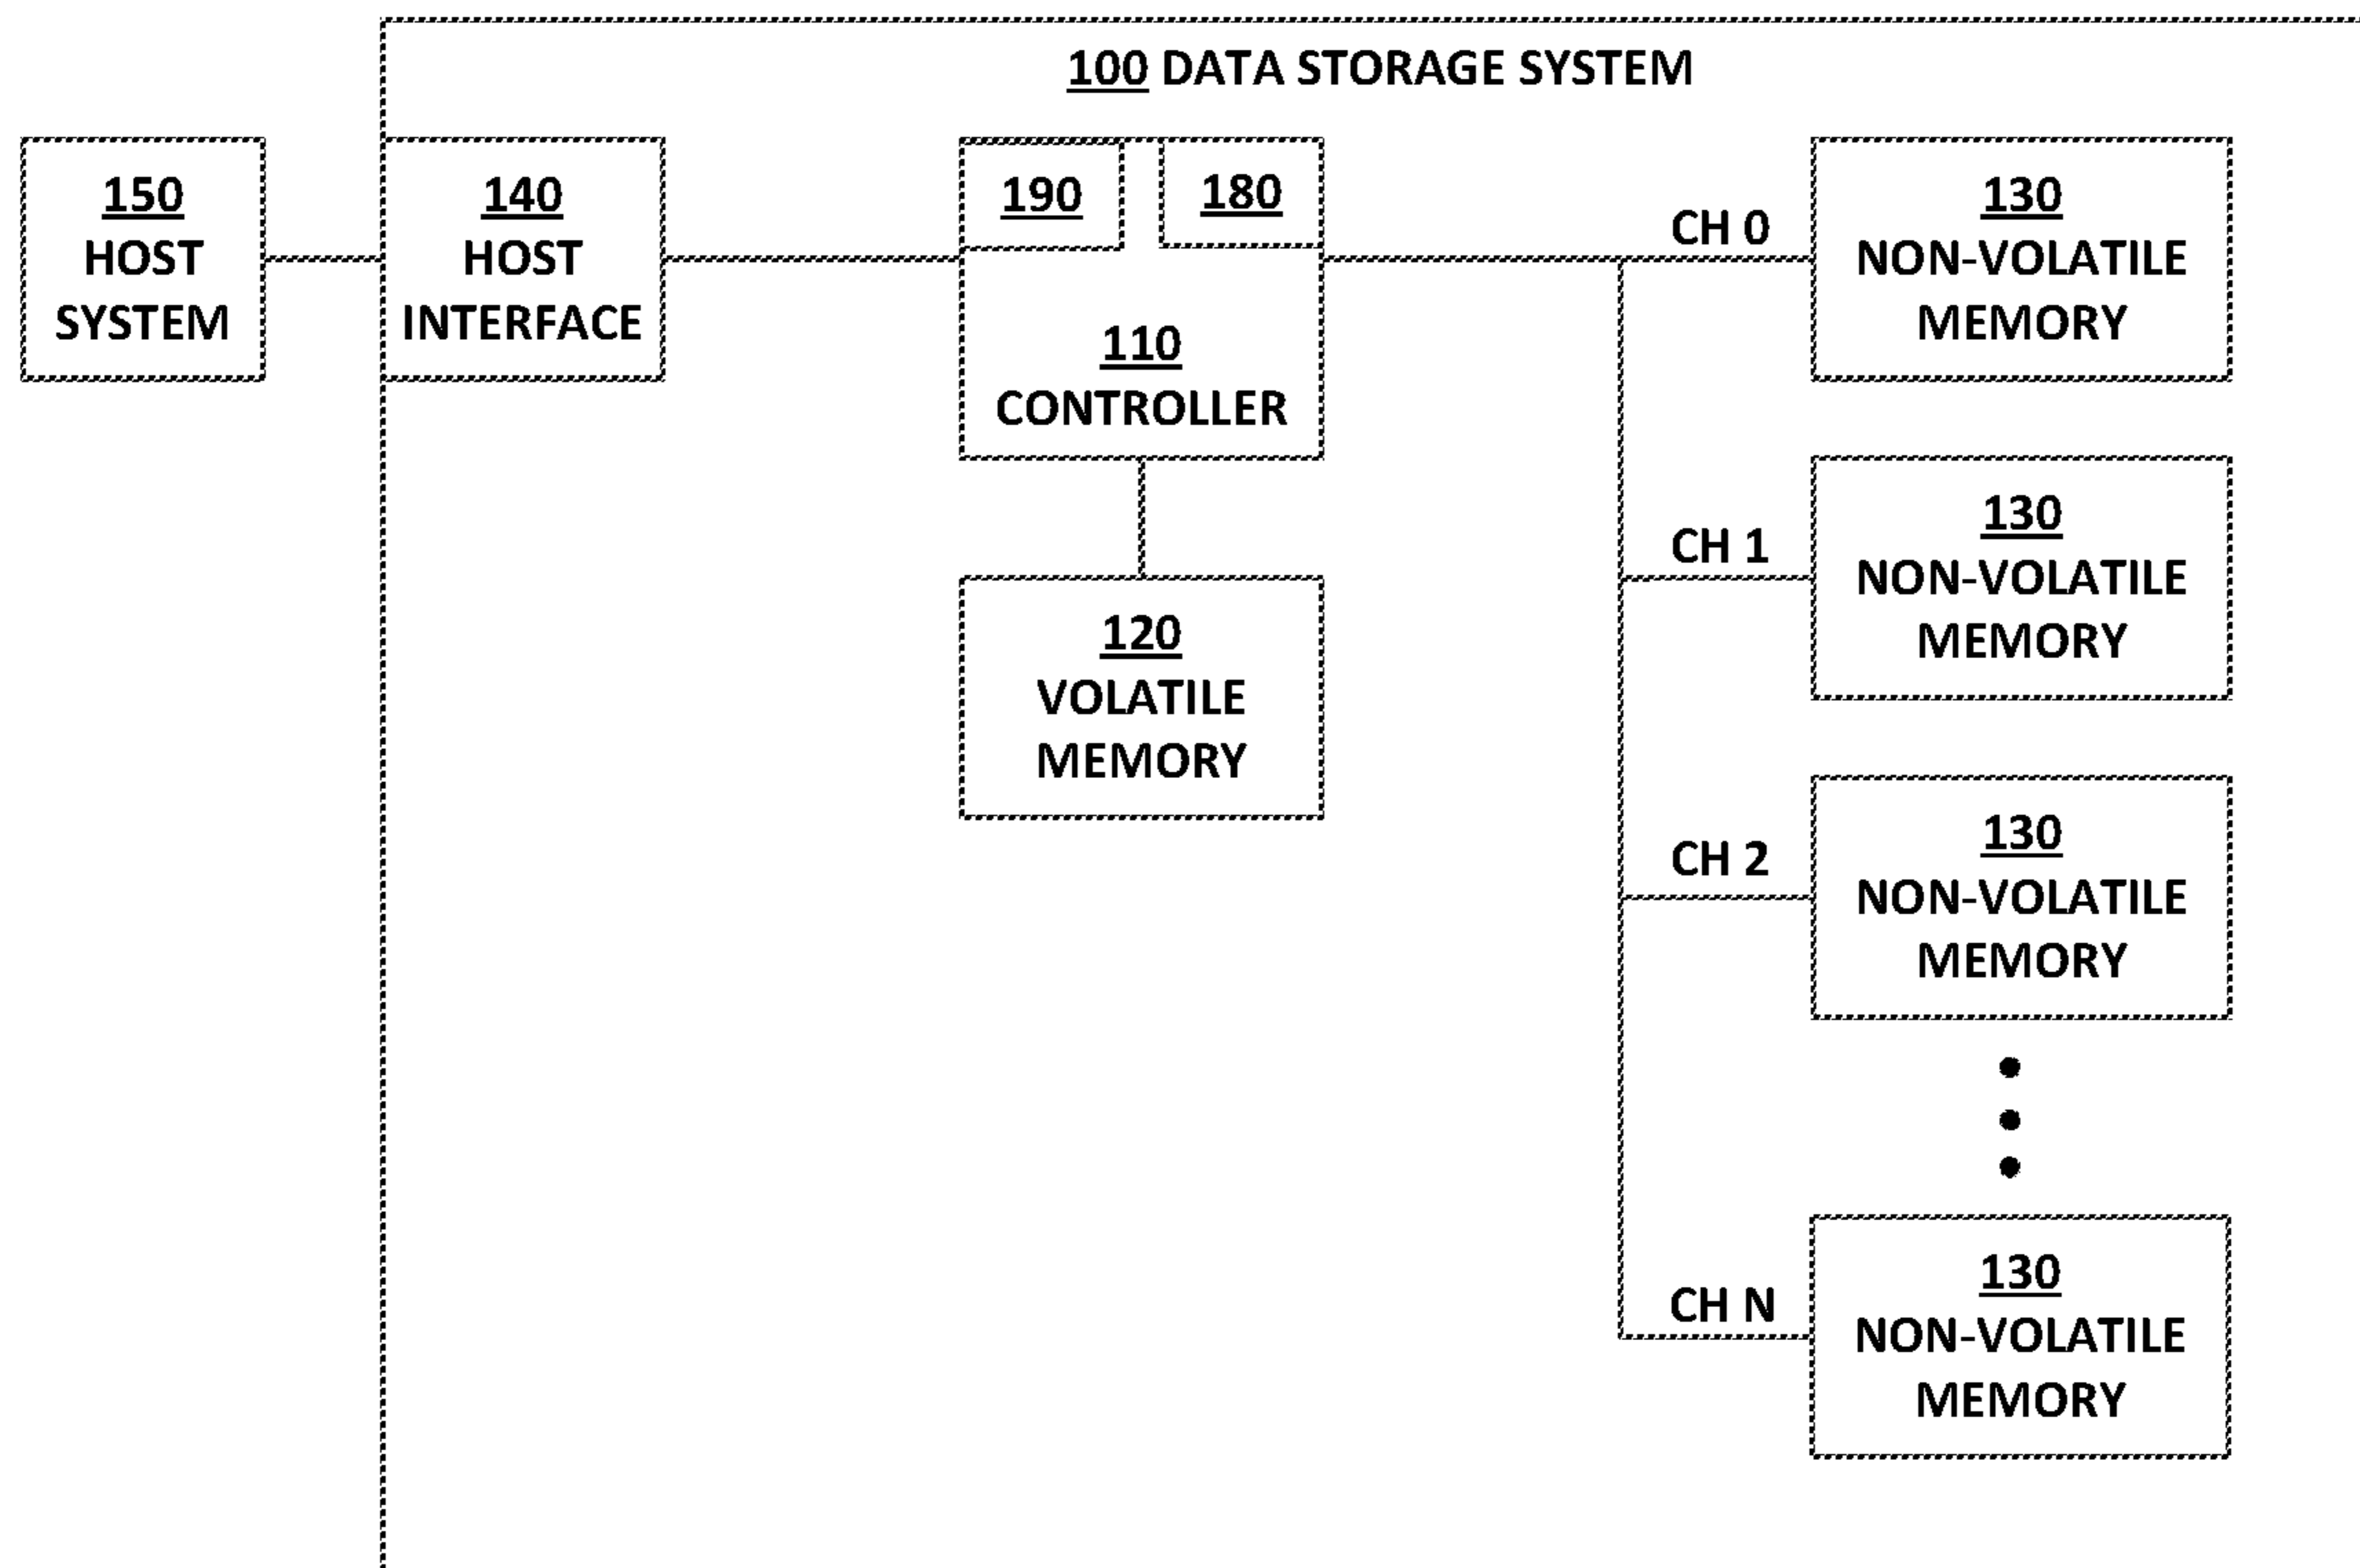 100 DATA STORAGE SYSTEM
150
HOST
SYSTEM
140
HOST
INTERFACE
190
180
110
CONTROLLER
120
VOLATILE
MEMORY
CH 0
130
NON-VOLATILE
MEMORY
CH 1
130
NON-VOLATILE
MEMORY
CH 2
130
NON-VOLATILE
MEMORY
CH N
130
NON-VOLATILE
MEMORY